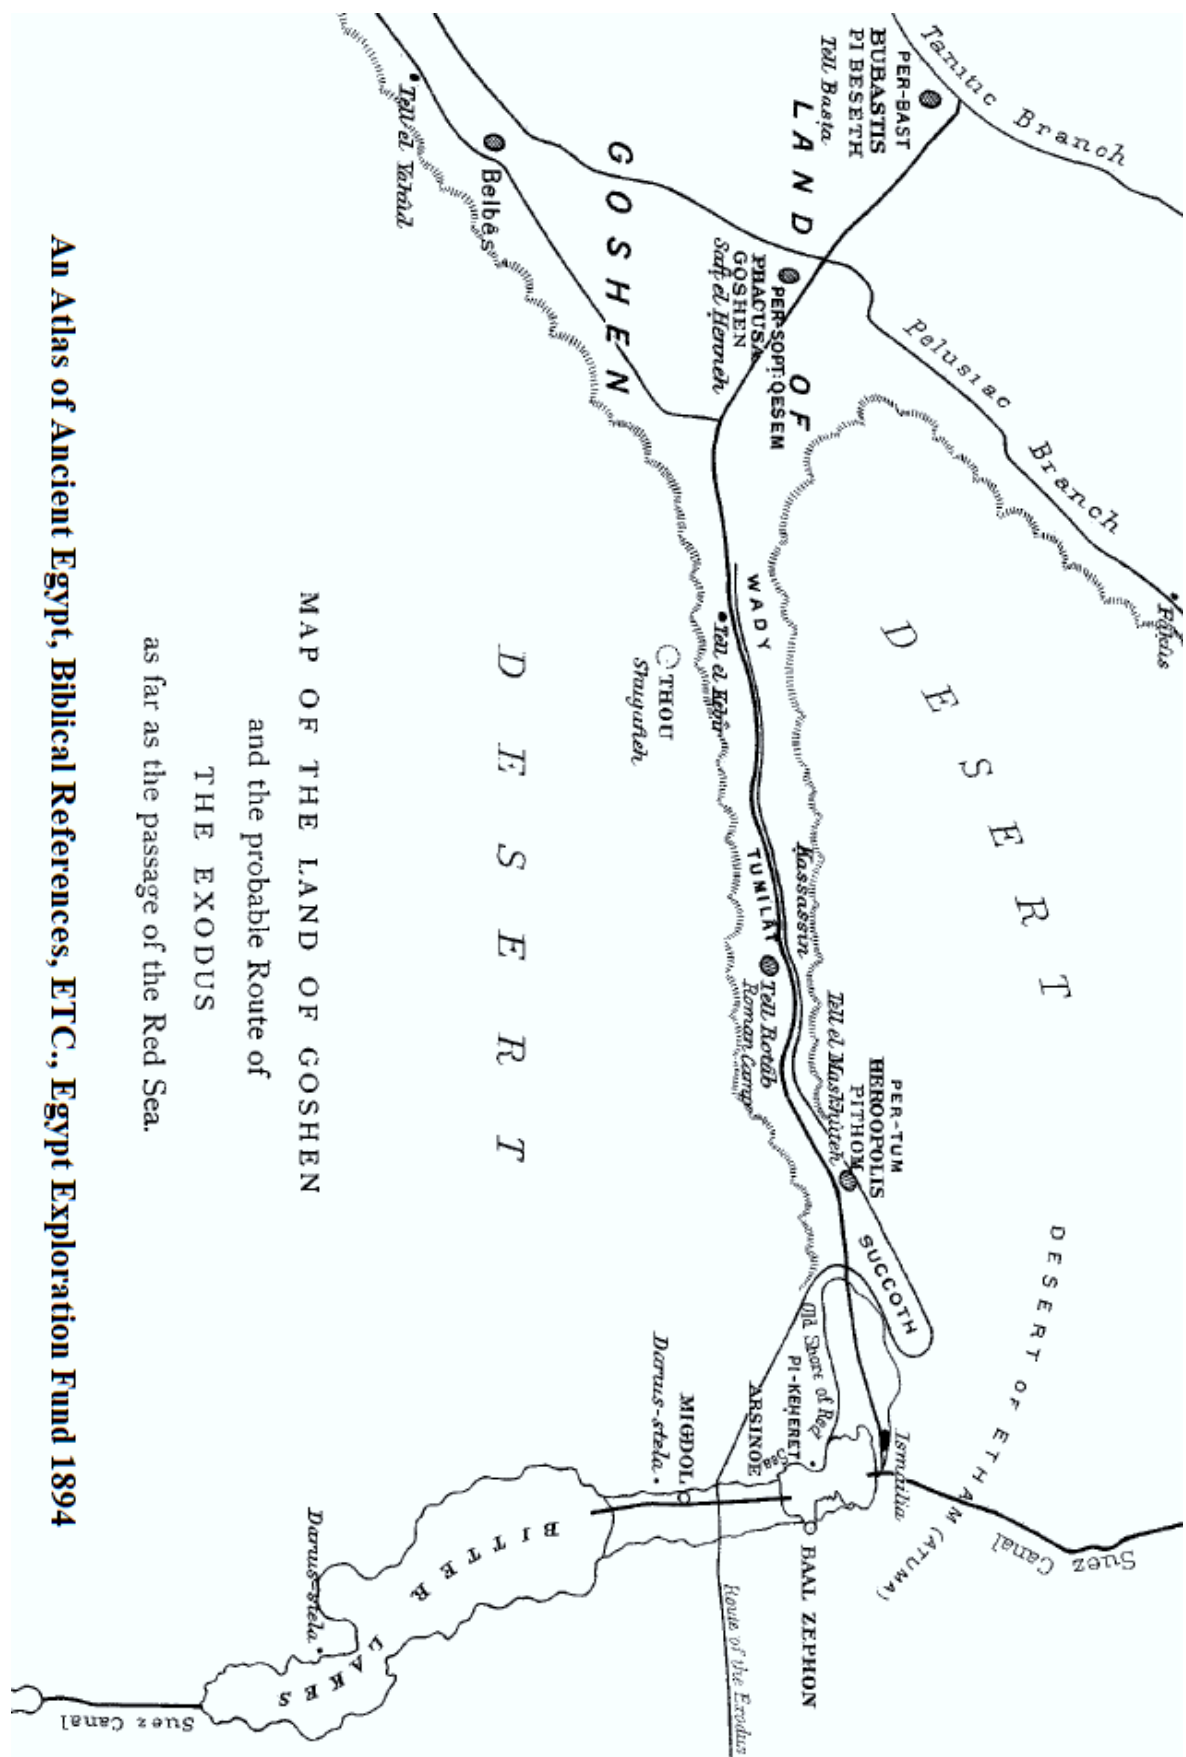 Tanitic Branch
PER-BAST
BUBASTIS
PI BESETH
Tell Basta
LAND OF
GOSHEN
Tell el Yahûd
Belbês
PER-SOPT:QESEM
PHACUSA
GOSHEN
Saft el Henneh
Pelusiac Branch
Fâkûs
DESERT
WADY TUMILÂT
Tell el Kebir
THOU
Shugafieh
Kassassin
Tell Rotâb
Roman Camp
PER-TUM
HEROOPOLIS
PITHOM
Tell el Maskhûteh
SUCCOTH
DESERT OF ETHAM (ATUMA)
Old Shore of Red Sea
PI-KEHERET
ARSINOE
MIGDOL
Darius-stela
Ismailia
BAAL ZEPHON
Suez Canal
Route of the Exodus
BITTER LAKES
Darius-stela
Suez Canal
DESERT
MAP OF THE LAND OF GOSHEN
and the probable Route of
THE EXODUS
as far as the passage of the Red Sea.
An Atlas of Ancient Egypt, Biblical References, ETC., Egypt Exploration Fund 1894